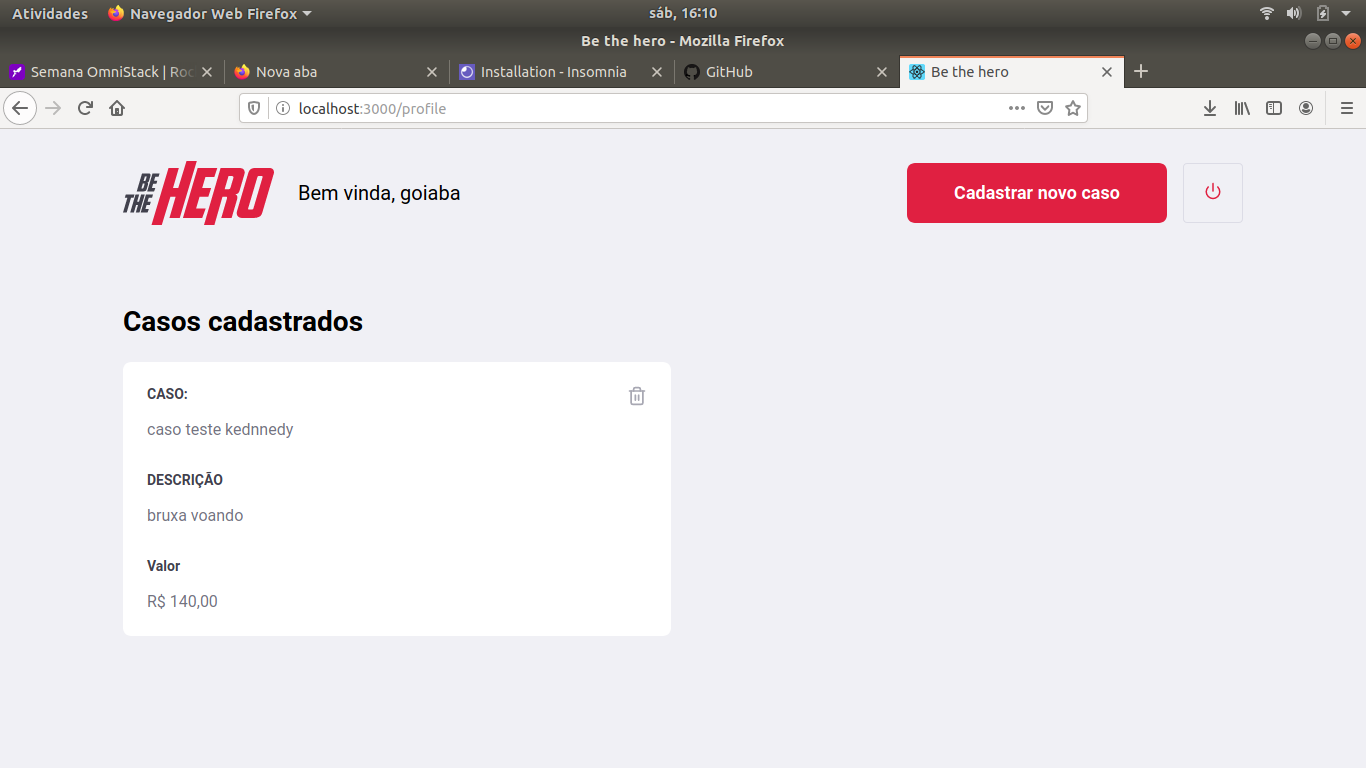 Atividades Navegador Web Firefox sáb, 16:10
Be the hero - Mozilla Firefox
Semana OmniStack | Roc Nova aba Installation - Insomnia GitHub Be the hero
localhost:3000/profile
BE THE HERO
Bem vinda, goiaba
Cadastrar novo caso
Casos cadastrados
CASO:
caso teste kednnedy
DESCRIÇÃO
bruxa voando
Valor
R$ 140,00